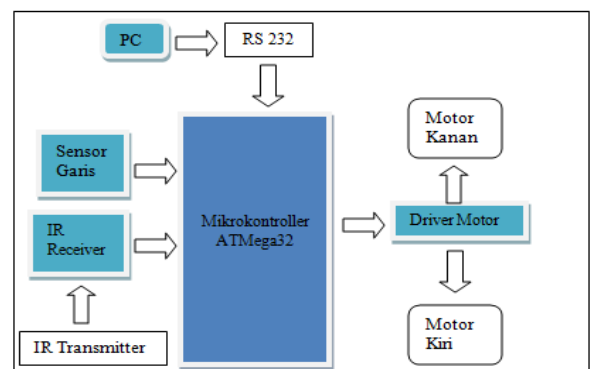 PC
RS 232
Sensor
Garis
IR
Receiver
IR Transmitter
Mikrokontroller
ATMega32
Driver Motor
Motor
Kanan
Motor
Kiri